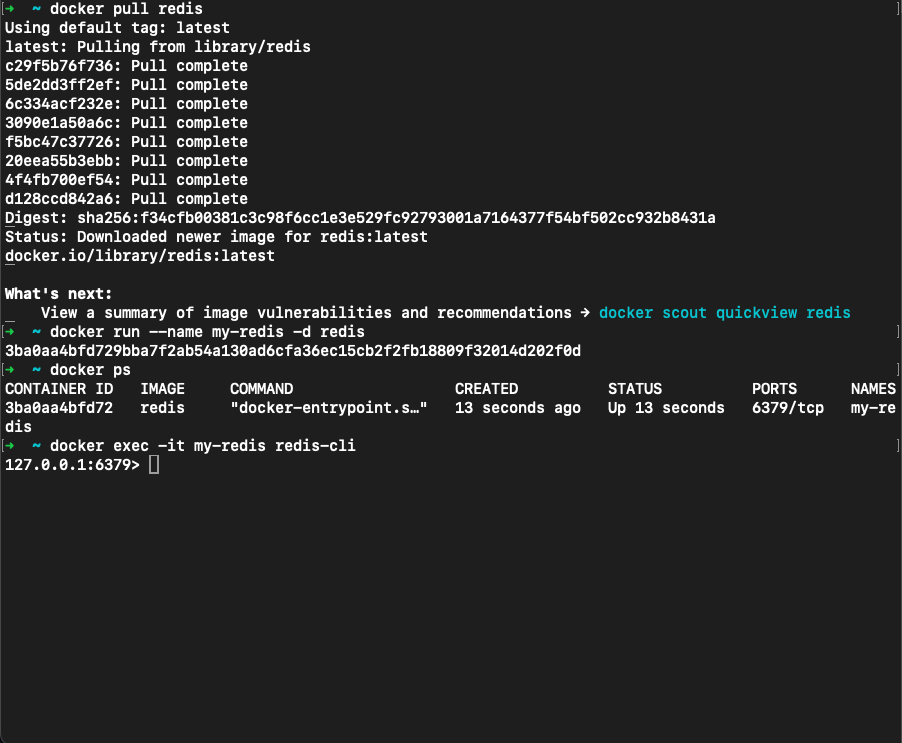 [➜  ~ docker pull redis ]
Using default tag: latest
latest: Pulling from library/redis
c29f5b76f736: Pull complete
5de2dd3ff2ef: Pull complete
6c334acf232e: Pull complete
3090e1a50a6c: Pull complete
f5bc47c37726: Pull complete
20eea55b3ebb: Pull complete
4f4fb700ef54: Pull complete
d128ccd842a6: Pull complete
Digest: sha256:f34cfb00381c3c98f6cc1e3e529fc92793001a7164377f54bf502cc932b8431a
Status: Downloaded newer image for redis:latest
docker.io/library/redis:latest
What's next:
View a summary of image vulnerabilities and recommendations → docker scout quickview redis
[➜  ~ docker run --name my-redis -d redis ]
3ba0aa4bfd729bba7f2ab54a130ad6cfa36ec15cb2f2fb18809f32014d202f0d
[➜  ~ docker ps ]
CONTAINER ID   IMAGE     COMMAND                  CREATED          STATUS          PORTS      NAMES
3ba0aa4bfd72   redis     "docker-entrypoint.s…"   13 seconds ago   Up 13 seconds   6379/tcp   my-re
dis
[➜  ~ docker exec -it my-redis redis-cli ]
127.0.0.1:6379>